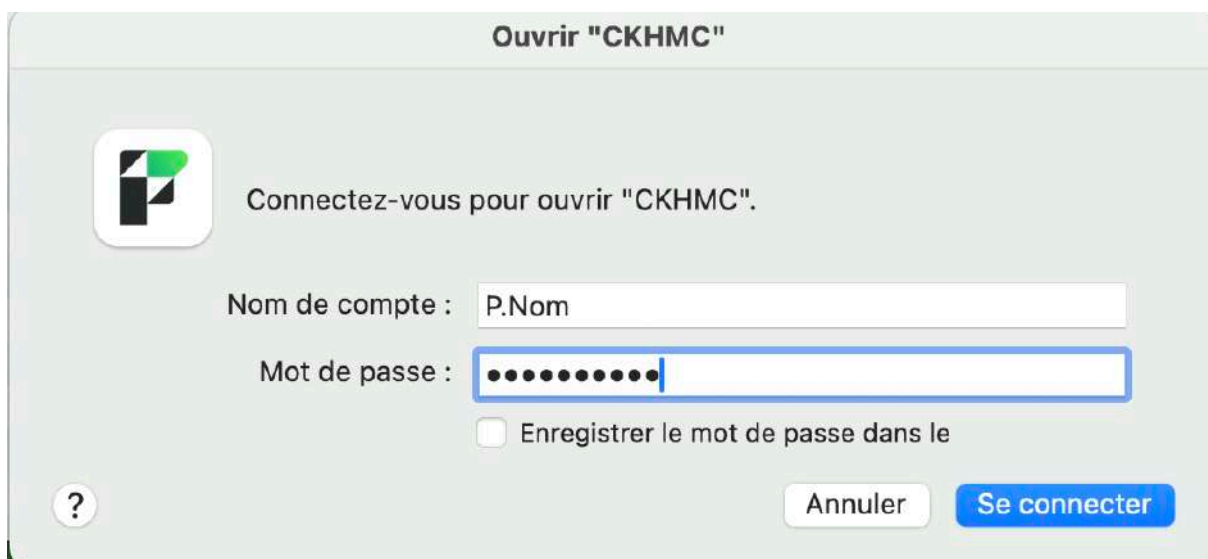 Ouvrir "CKHMC"
Connectez-vous pour ouvrir "CKHMC".
Nom de compte : P.Nom
Mot de passe : ••••••••••
Enregistrer le mot de passe dans le
? Annuler Se connecter